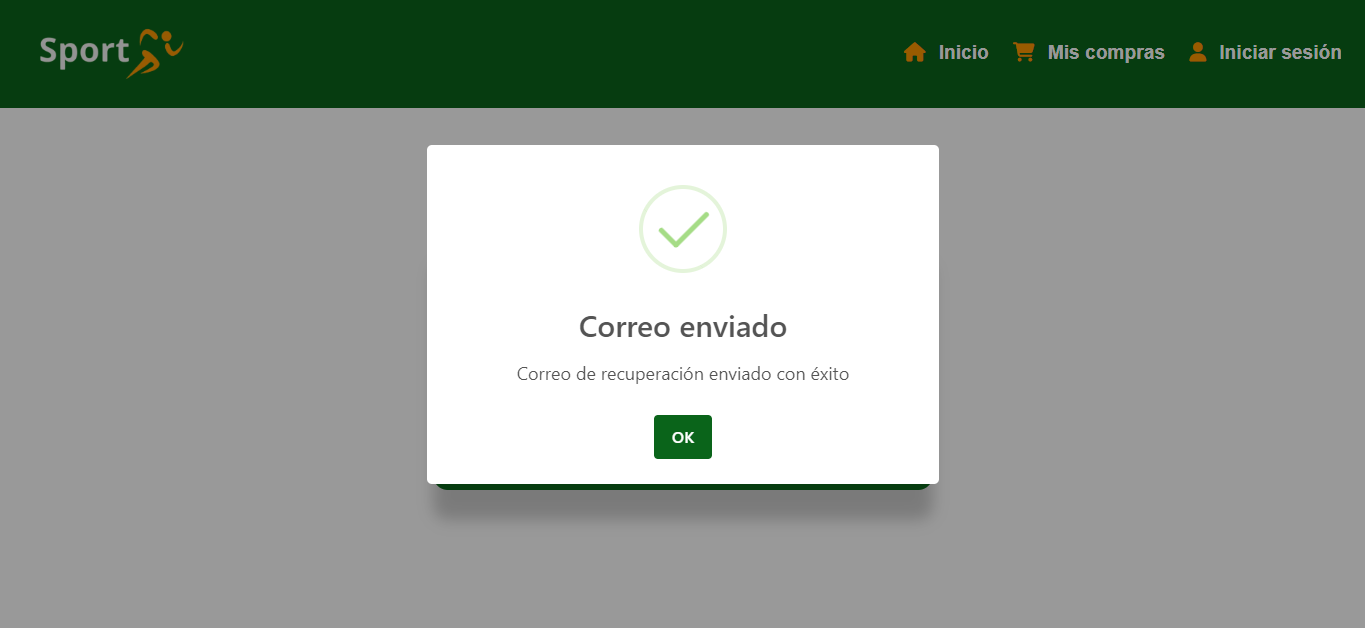 Sport
Inicio
Mis compras
Iniciar sesión
Correo enviado
Correo de recuperación enviado con éxito
OK